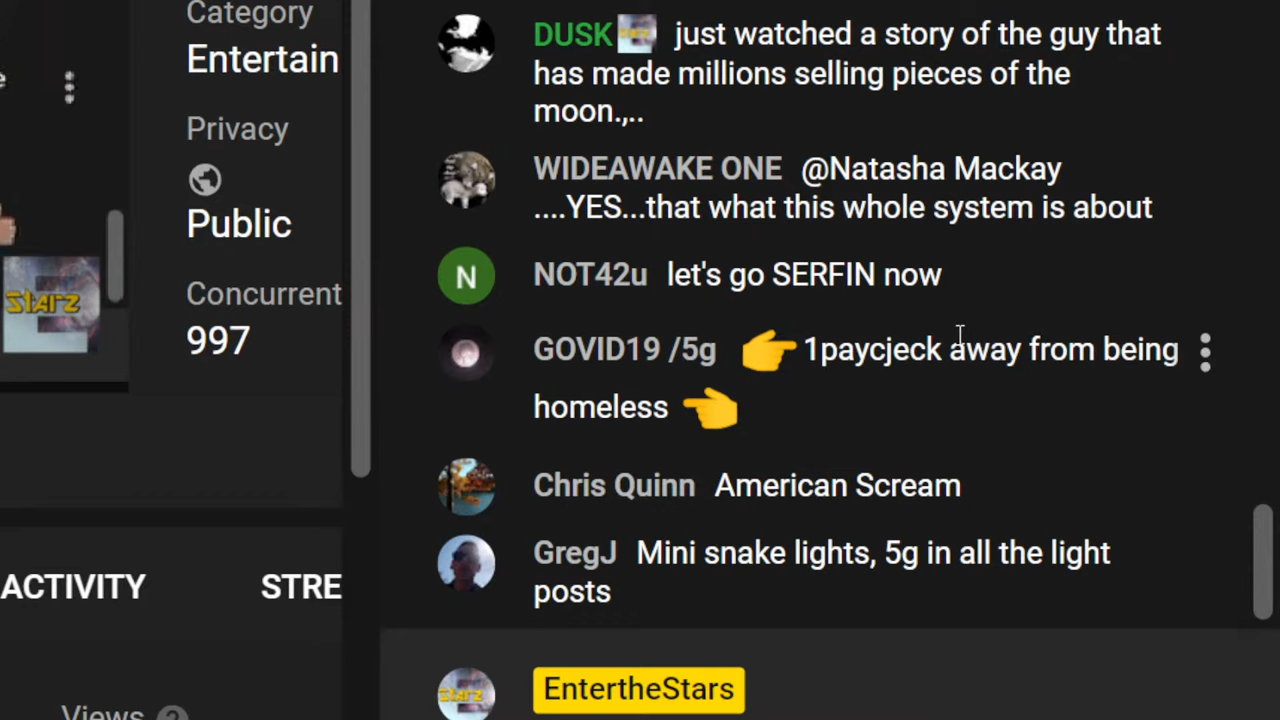 Category
Entertain
Privacy
Public
Concurrent
997
starz
ACTIVITY STRE
Views ?
DUSK just watched a story of the guy that
has made millions selling pieces of the
moon.,..
WIDEAWAKE ONE @Natasha Mackay
....YES...that what this whole system is about
N NOT42u let's go SERFIN now
GOVID19 /5g 👉 1paycjeck away from being
homeless 👈
Chris Quinn American Scream
GregJ Mini snake lights, 5g in all the light
posts
starz EntertheStars